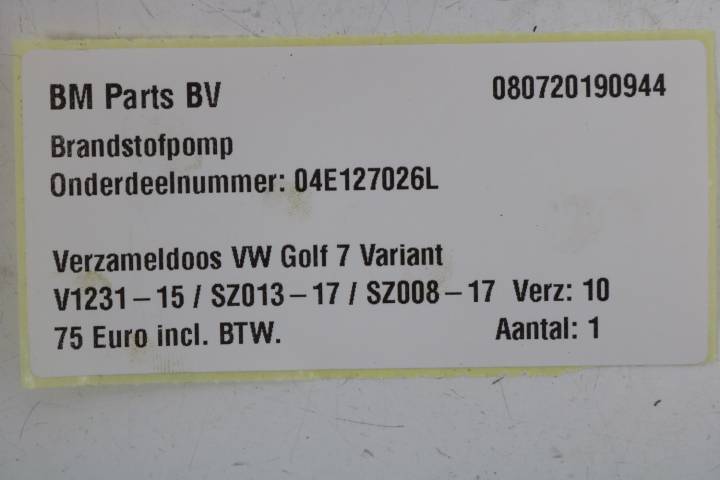 BM Parts BV 080720190944
Brandstofpomp
Onderdeelnummer: 04E127026L
Verzameldoos VW Golf 7 Variant
V1231-15 / SZ013-17 / SZ008-17 Verz: 10
75 Euro incl. BTW. Aantal: 1